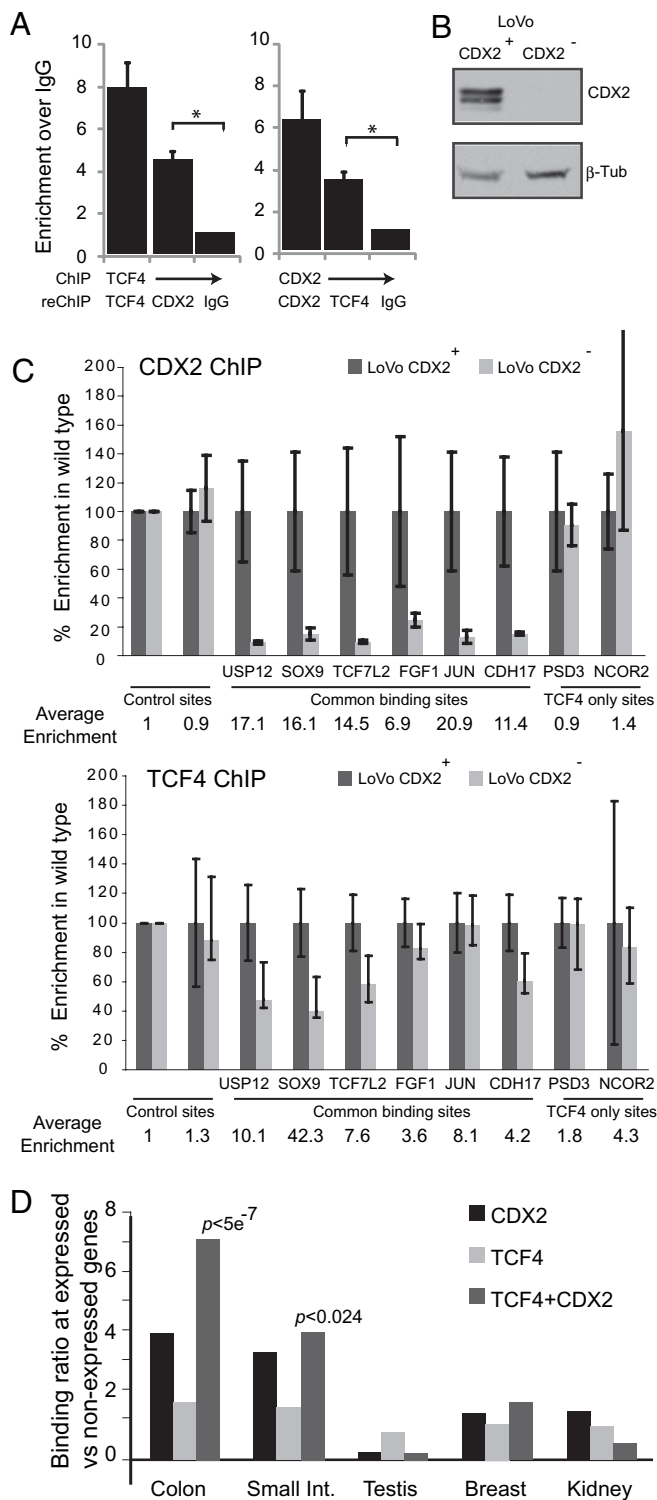 A
Enrichment over IgG
10
8
6
4
2
0
*
10
8
6
4
2
0
*
ChIP TCF4 CDX2
reChIP TCF4 CDX2 IgG CDX2 TCF4 IgG
B
LoVo
CDX2 + CDX2 -
CDX2
β-Tub
C
CDX2 ChIP
LoVo CDX2 + LoVo CDX2 -
% Enrichment in wild type
200
180
160
140
120
100
80
60
40
20
0
USP12 SOX9 TCF7L2 FGF1 JUN CDH17 PSD3 NCOR2
Control sites Common binding sites TCF4 only sites
Average Enrichment
1 0.9 17.1 16.1 14.5 6.9 20.9 11.4 0.9 1.4
TCF4 ChIP
LoVo CDX2 + LoVo CDX2 -
% Enrichment in wild type
200
180
160
140
120
100
80
60
40
20
0
USP12 SOX9 TCF7L2 FGF1 JUN CDH17 PSD3 NCOR2
Control sites Common binding sites TCF4 only sites
Average Enrichment
1 1.3 10.1 42.3 7.6 3.6 8.1 4.2 1.8 4.3
D
Binding ratio at expressed
vs non-expressed genes
8
6
4
2
0
p<5e-7
p<0.024
CDX2
TCF4
TCF4+CDX2
Colon Small Int. Testis Breast Kidney